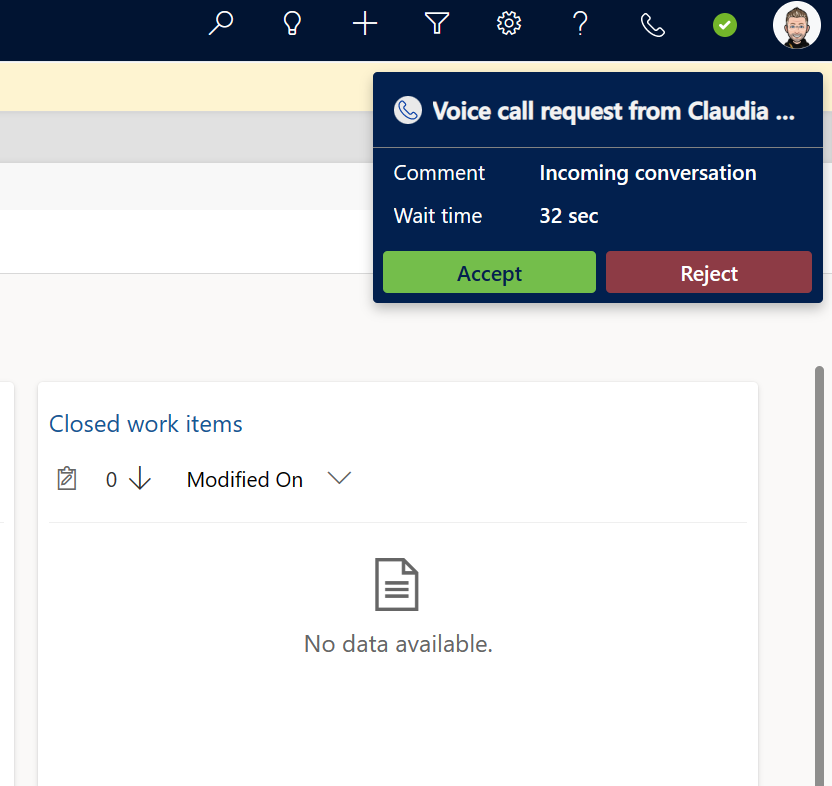 Voice call request from Claudia ...
Comment Incoming conversation
Wait time 32 sec
Accept Reject
Closed work items
0 Modified On
No data available.